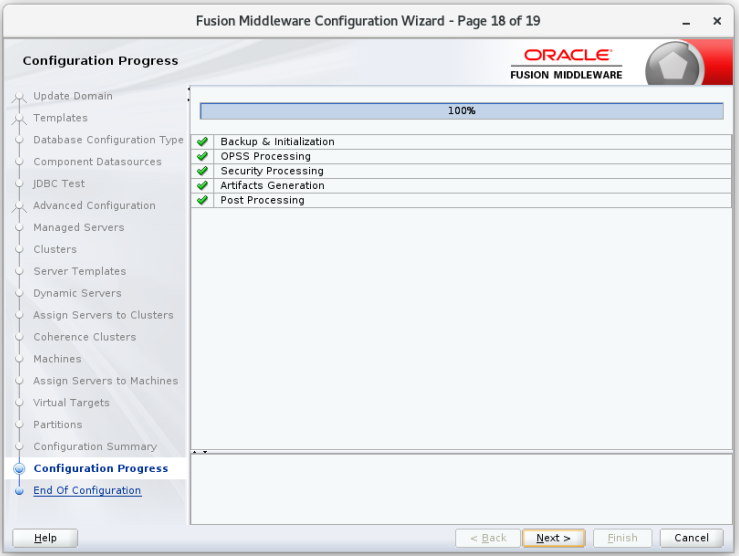 Fusion Middleware Configuration Wizard - Page 18 of 19
Configuration Progress
ORACLE
FUSION MIDDLEWARE
Update Domain
Templates
Database Configuration Type
Component Datasources
JDBC Test
Advanced Configuration
Managed Servers
Clusters
Server Templates
Dynamic Servers
Assign Servers to Clusters
Coherence Clusters
Machines
Assign Servers to Machines
Virtual Targets
Partitions
Configuration Summary
Configuration Progress
End Of Configuration
100%
Backup & Initialization
OPSS Processing
Security Processing
Artifacts Generation
Post Processing
Help
< Back
Next >
Finish
Cancel